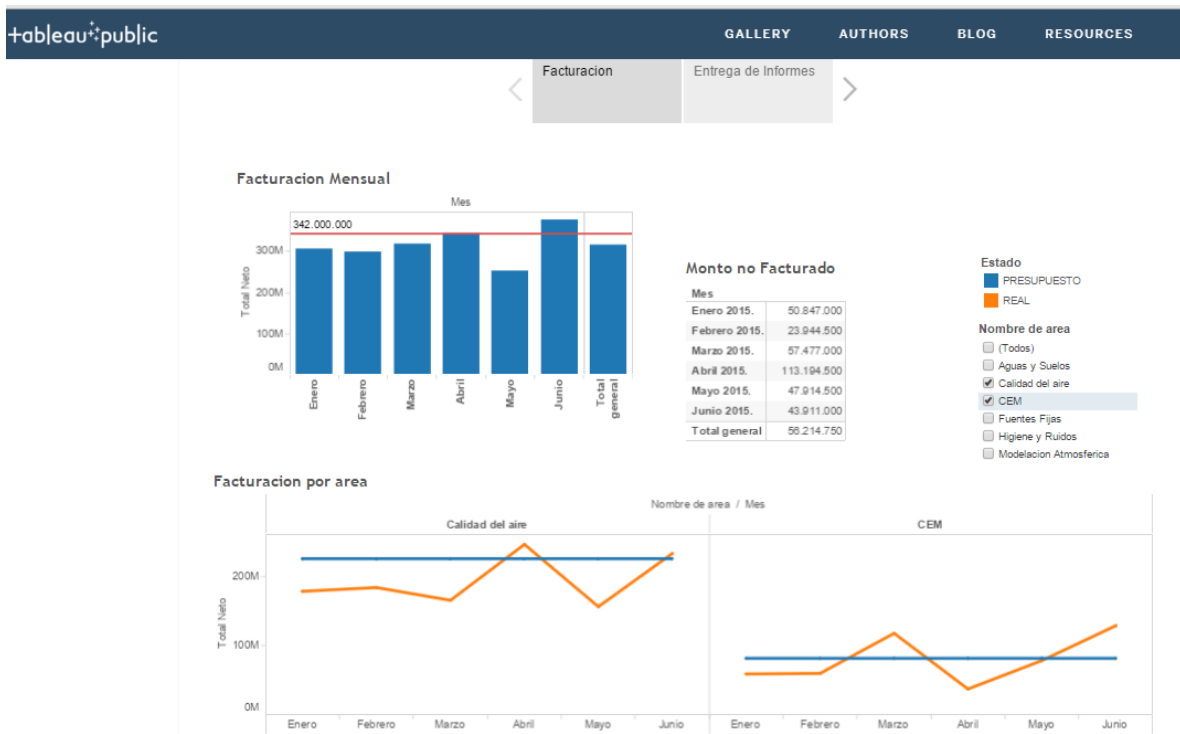 +ableau public
GALLERY AUTHORS BLOG RESOURCES
Facturacion
Entrega de Informes
Facturacion Mensual
Mes
342.000.000
300M
200M
100M
0M
Total Neto
Enero
Febrero
Marzo
Abril
Mayo
Junio
Total general
Monto no Facturado
Mes
Enero 2015. 50.847.000
Febrero 2015. 23.944.500
Marzo 2015. 57.477.000
Abril 2015. 113.194.500
Mayo 2015. 47.914.500
Junio 2015. 43.911.000
Total general 56.214.750
Estado
PRESUPUESTO
REAL
Nombre de area
(Todos)
Aguas y Suelos
Calidad del aire
CEM
Fuentes Fijas
Higiene y Ruidos
Modelacion Atmosferica
Facturacion por area
Nombre de area / Mes
Calidad del aire CEM
200M
100M
0M
Total Neto
Enero Febrero Marzo Abril Mayo Junio Enero Febrero Marzo Abril Mayo Junio